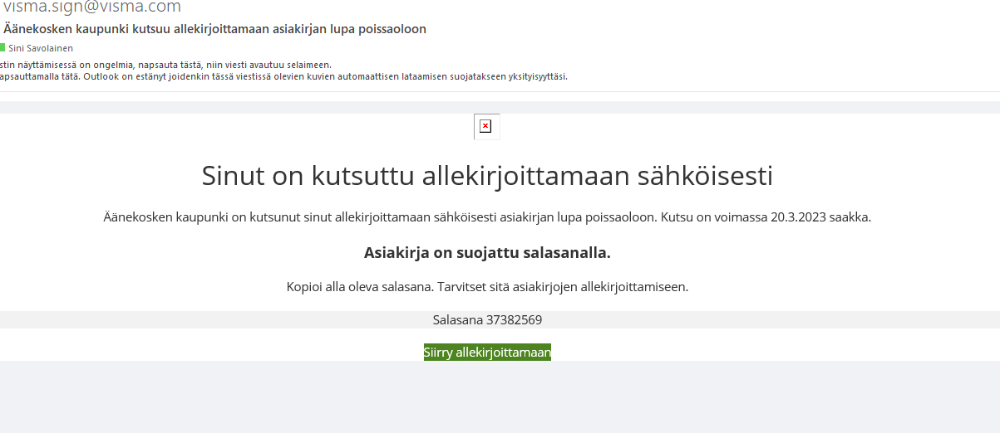 visma.sign@visma.com
Äänekosken kaupunki kutsuu allekirjoittamaan asiakirjan lupa poissaoloon
Sini Savolainen
stin näyttämisessä on ongelmia, napsauta tästä, niin viesti avautuu selaimeen.
apsauttamalla tätä. Outlook on estänyt joidenkin tässä viestissä olevien kuvien automaattisen lataamisen suojatakseen yksityisyyttäsi.
Sinut on kutsuttu allekirjoittamaan sähköisesti
Äänekosken kaupunki on kutsunut sinut allekirjoittamaan sähköisesti asiakirjan lupa poissaoloon. Kutsu on voimassa 20.3.2023 saakka.
Asiakirja on suojattu salasanalla.
Kopioi alla oleva salasana. Tarvitset sitä asiakirjojen allekirjoittamiseen.
Salasana 37382569
Siirry allekirjoittamaan